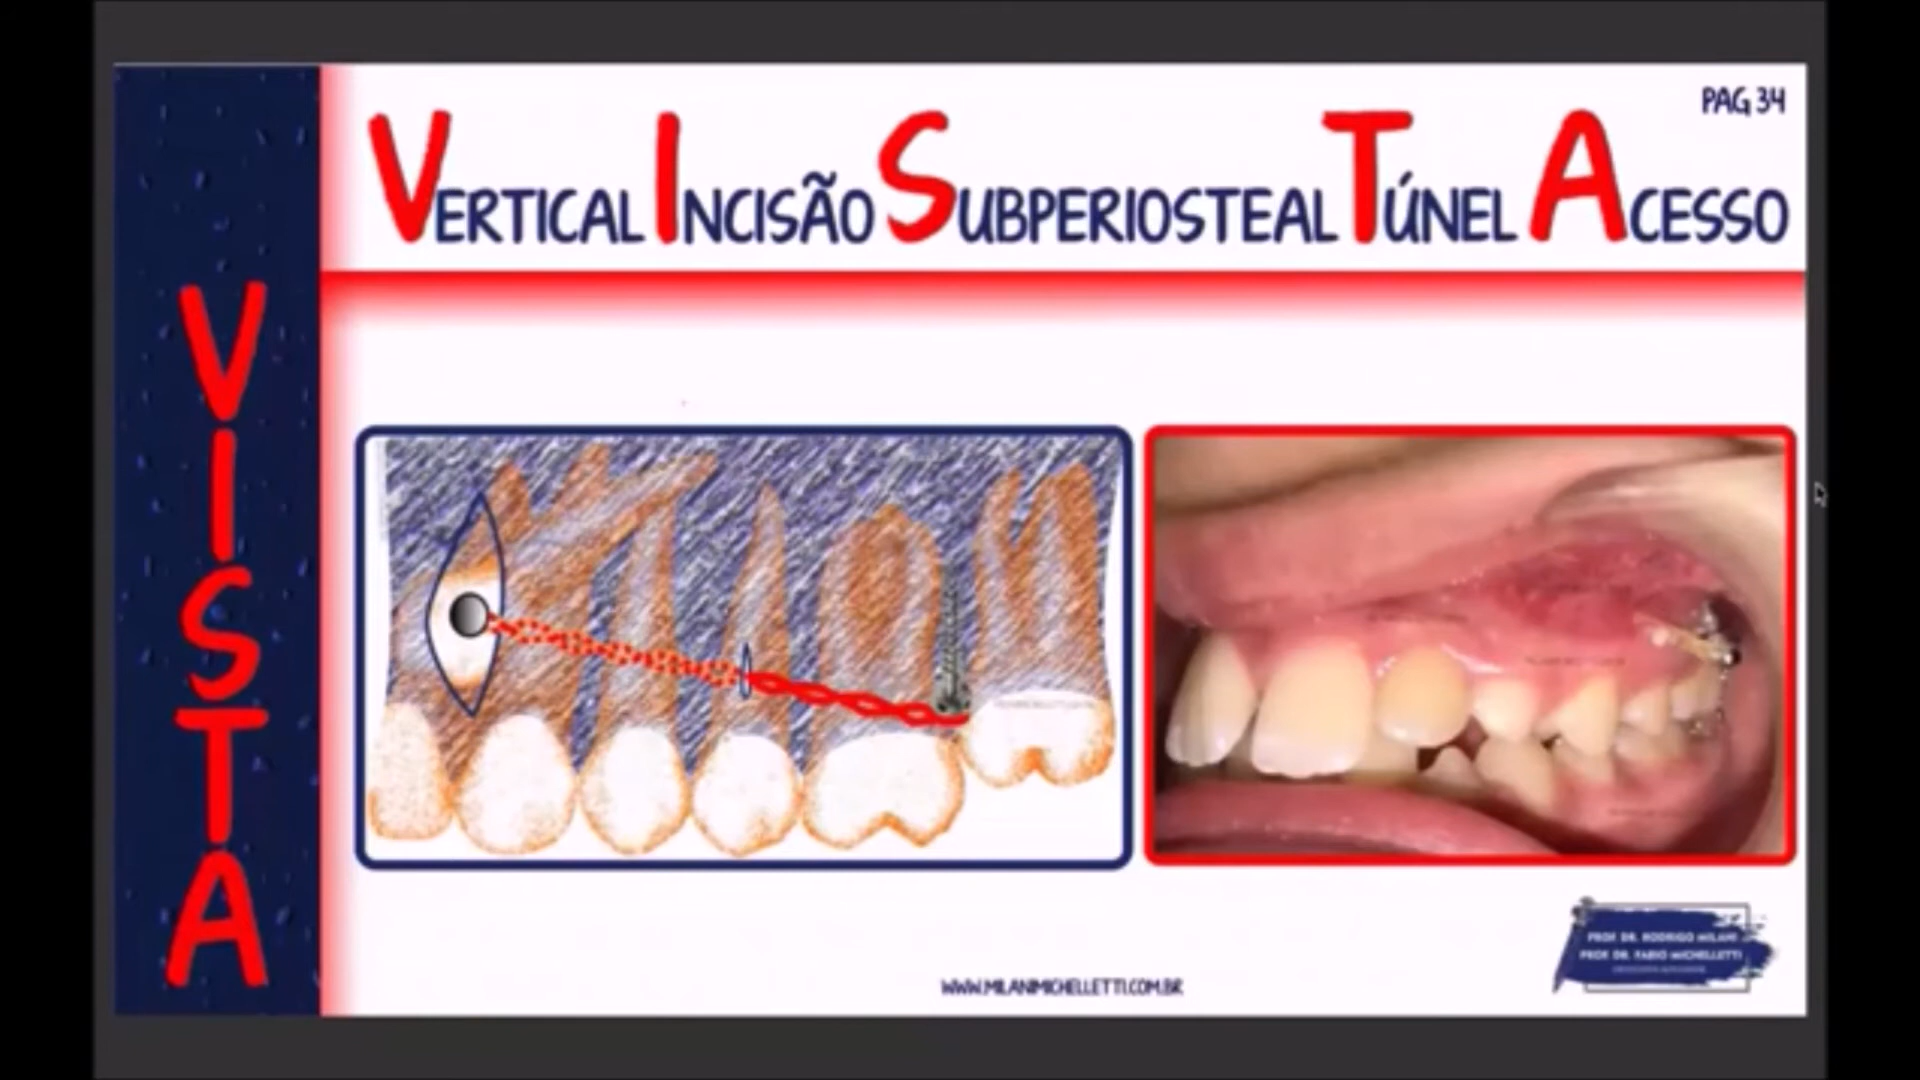 PAG 34
VERTICAL INCISÃO SUBPERIOSTEAL TÚNEL ACESSO
VISTA
WWW.MILANIMICHELLETTI.COM.BR
PROF. DR. RODRIGO MILANI
PROF. DR. FABIO MICHELLETTI